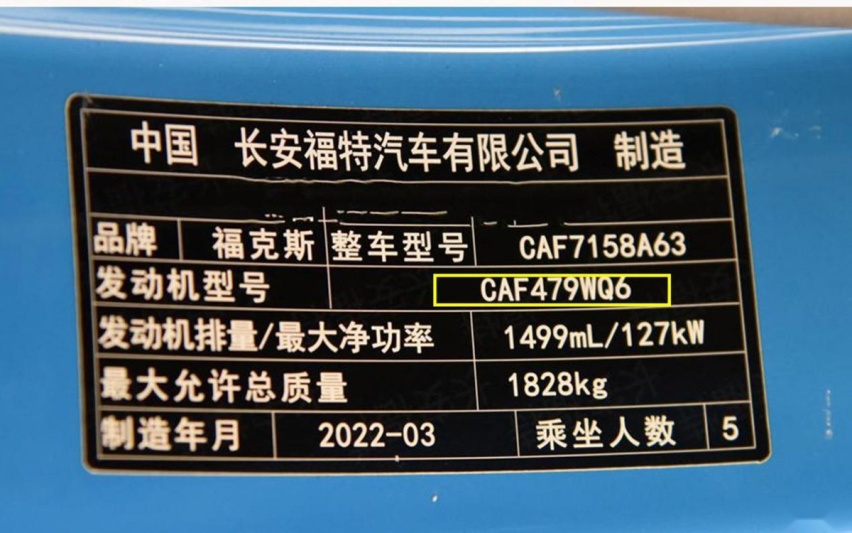 中国 长安福特汽车有限公司 制造
品牌 福克斯 整车型号 CAF7158A63
发动机型号 CAF479WQ6
发动机排量/最大净功率 1499mL/127kW
最大允许总质量 1828kg
制造年月 2022-03 乘坐人数 5